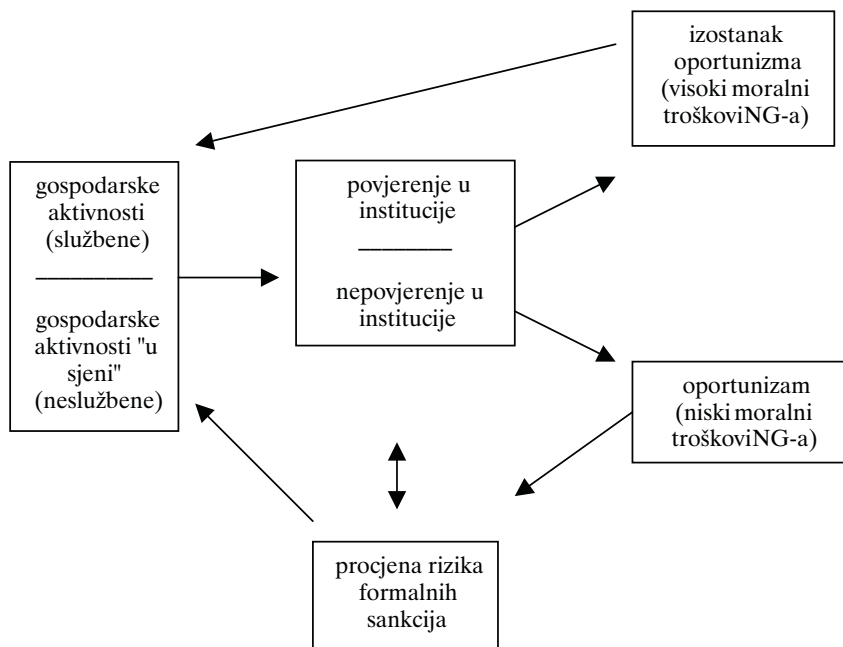 izostanak
oportunizma
(visoki moralni
troškoviNG-a)
gospodarske
aktivnosti
(službene)
gospodarske
aktivnosti "u
sjeni"
(neslužbene)
povjerenje u
institucije
nepovjerenje u
institucije
oportunizam
(niski moralni
troškoviNG-a)
procjena rizika
formalnih
sankcija